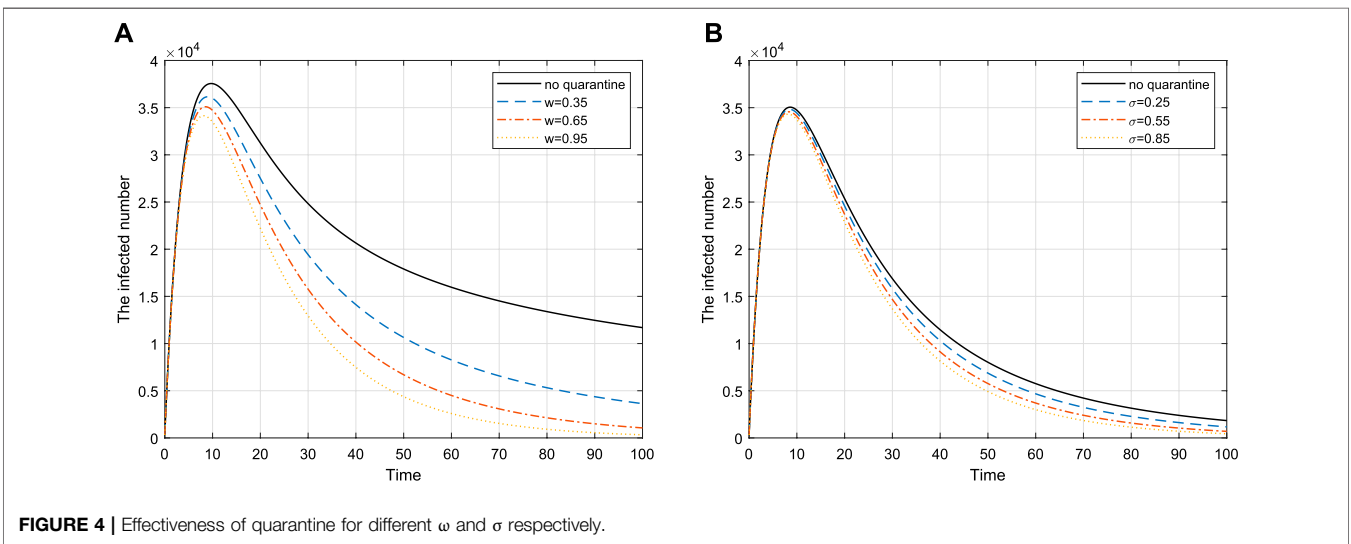 A
×10⁴
4
3.5
3
2.5
2
1.5
1
0.5
0
The infected number
0 10 20 30 40 50 60 70 80 90 100
Time
no quarantine
w=0.35
w=0.65
w=0.95
B
×10⁴
4
3.5
3
2.5
2
1.5
1
0.5
0
The infected number
0 10 20 30 40 50 60 70 80 90 100
Time
no quarantine
σ=0.25
σ=0.55
σ=0.85
FIGURE 4 | Effectiveness of quarantine for different ω and σ respectively.